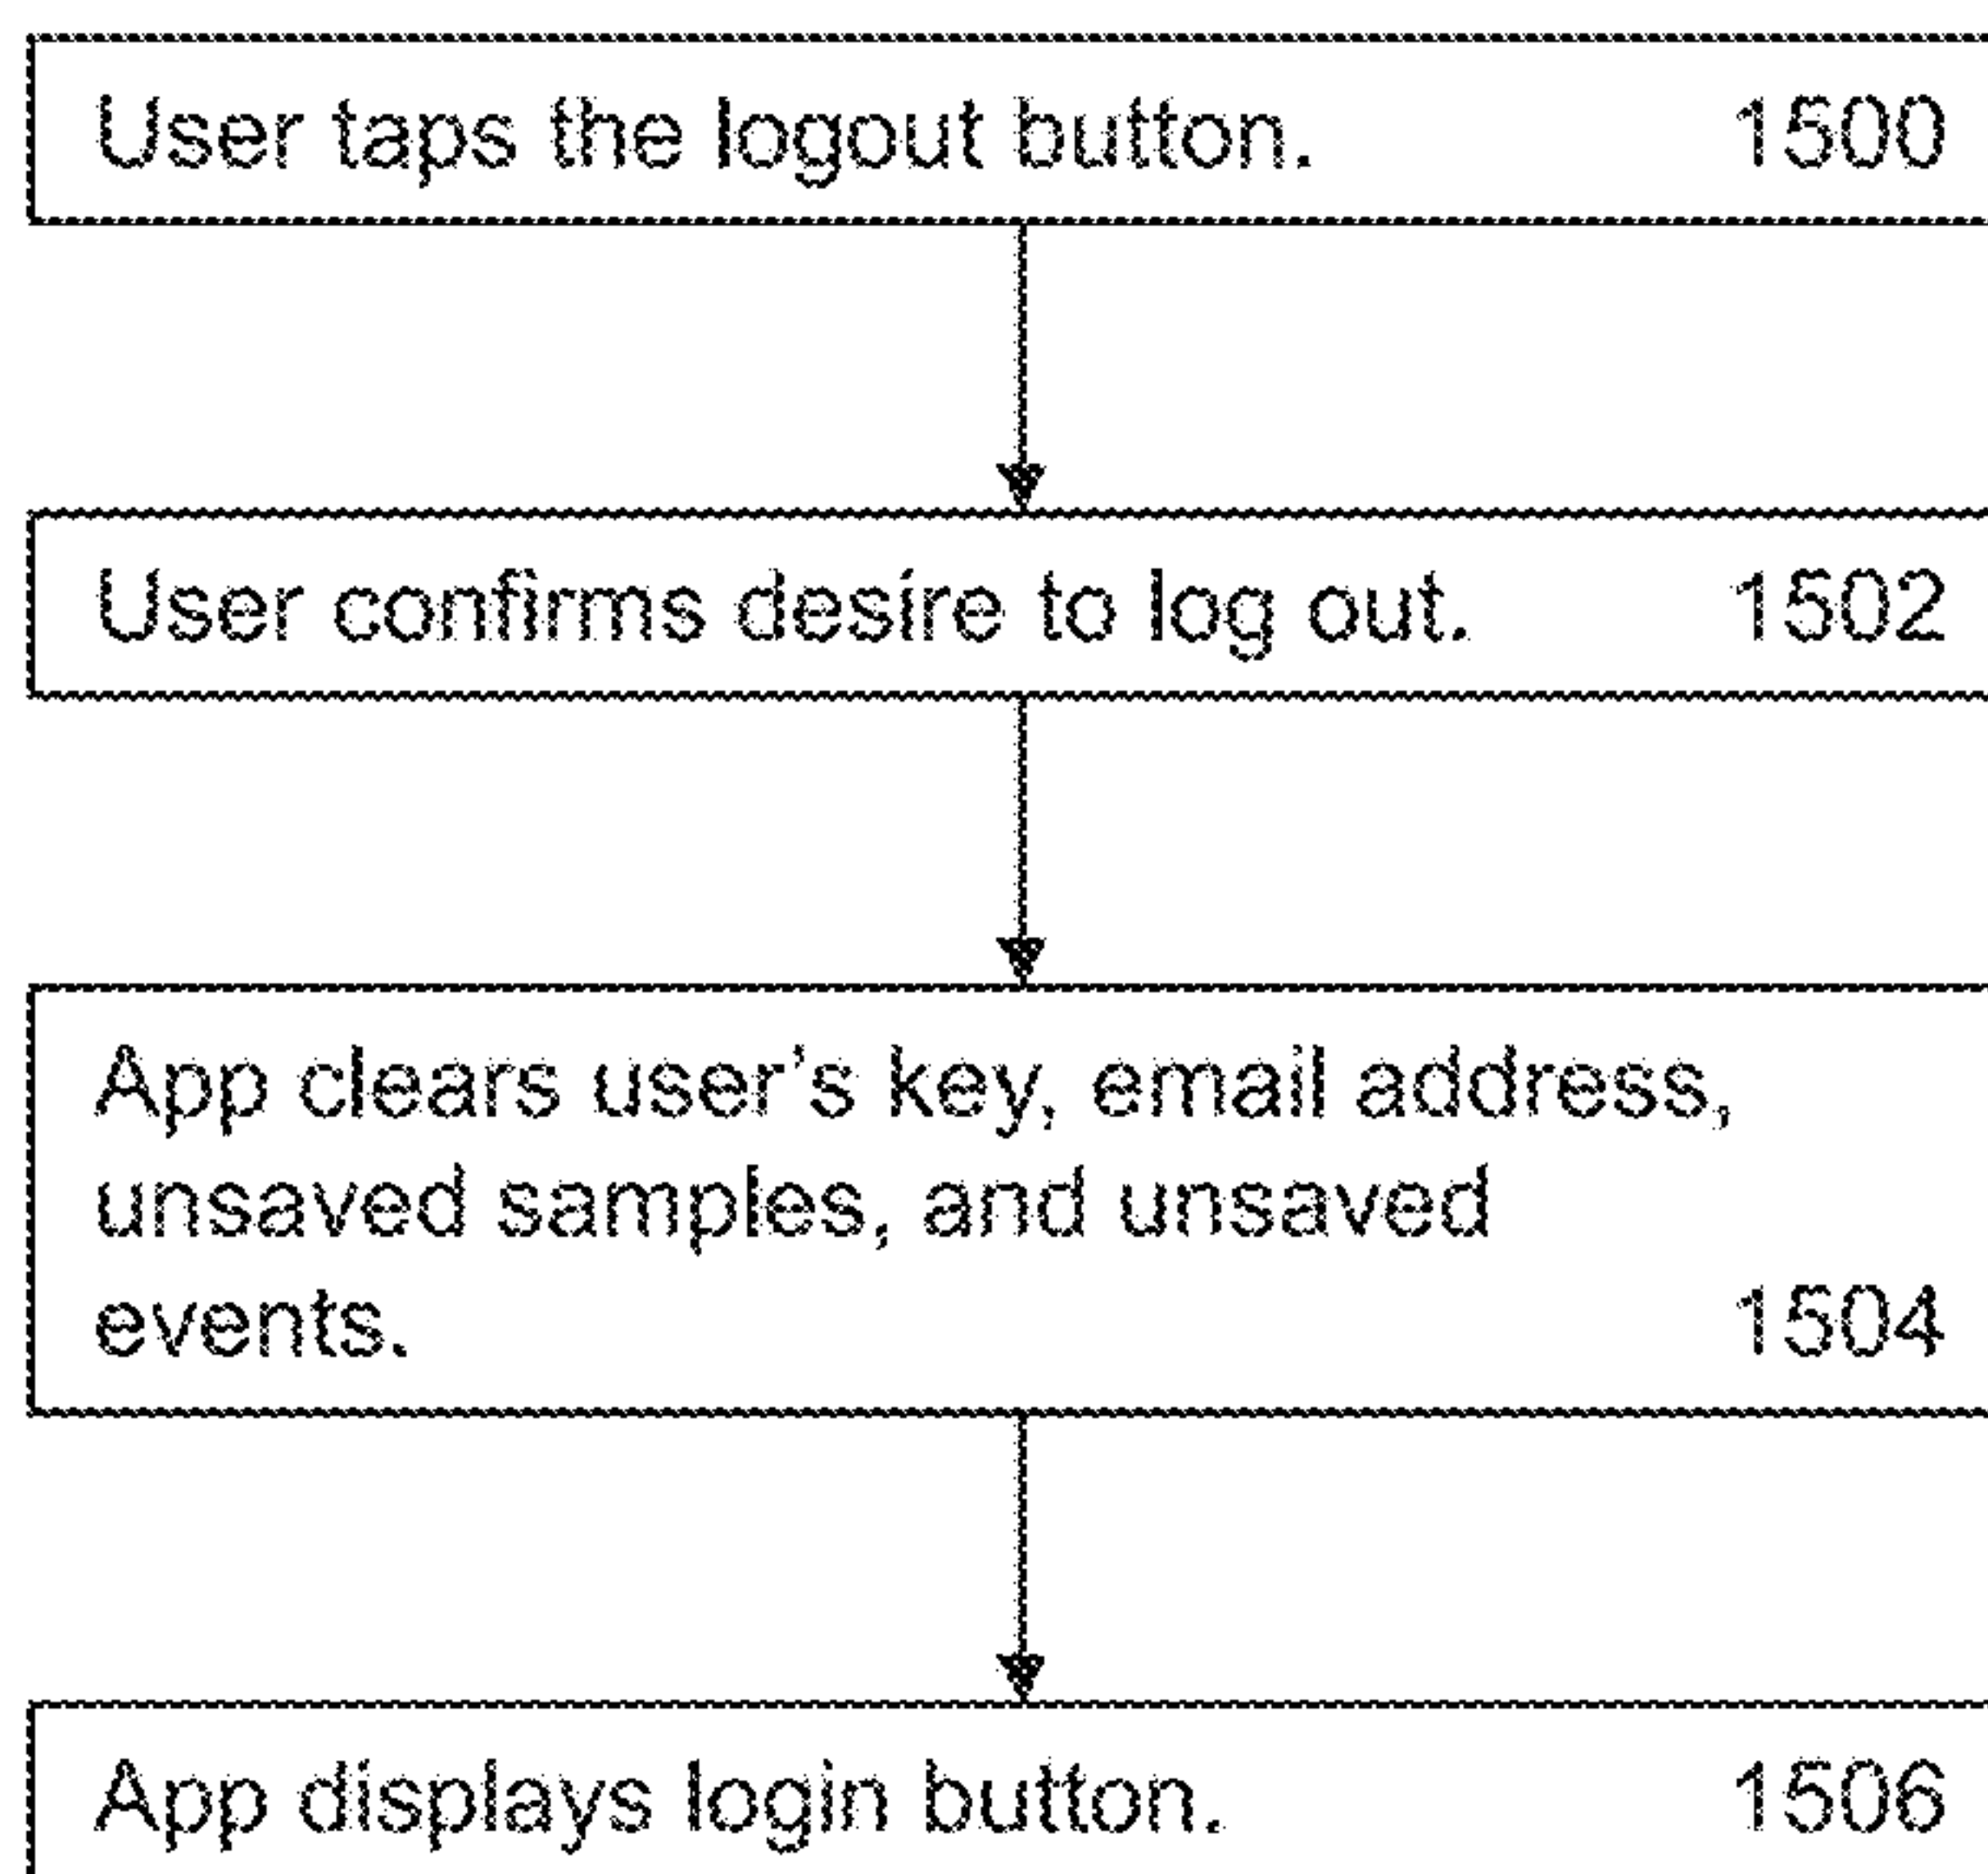 User taps the logout button. 1500
User confirms desire to log out. 1502
App clears user's key, email address,
unsaved samples, and unsaved
events. 1504
App displays login button. 1506